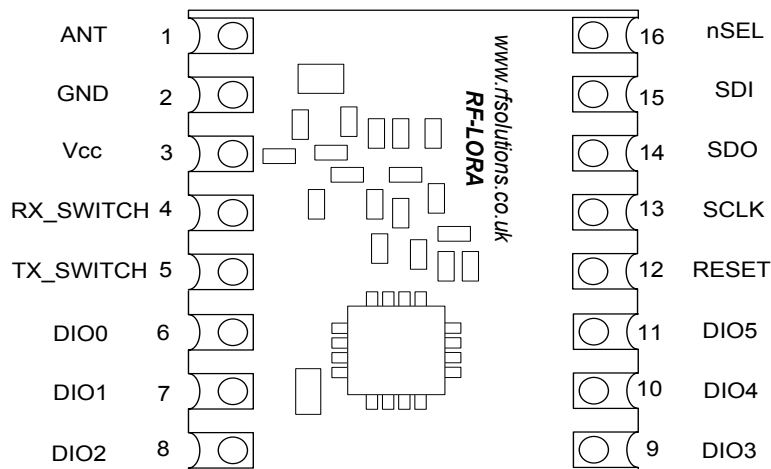 ANT 1 16 nSEL
GND 2 15 SDI
Vcc 3 14 SDO
RX_SWITCH 4 13 SCLK
TX_SWITCH 5 12 RESET
DIO0 6 11 DIO5
DIO1 7 10 DIO4
DIO2 8 9 DIO3
www.rfsolutions.co.uk
RF-LORA